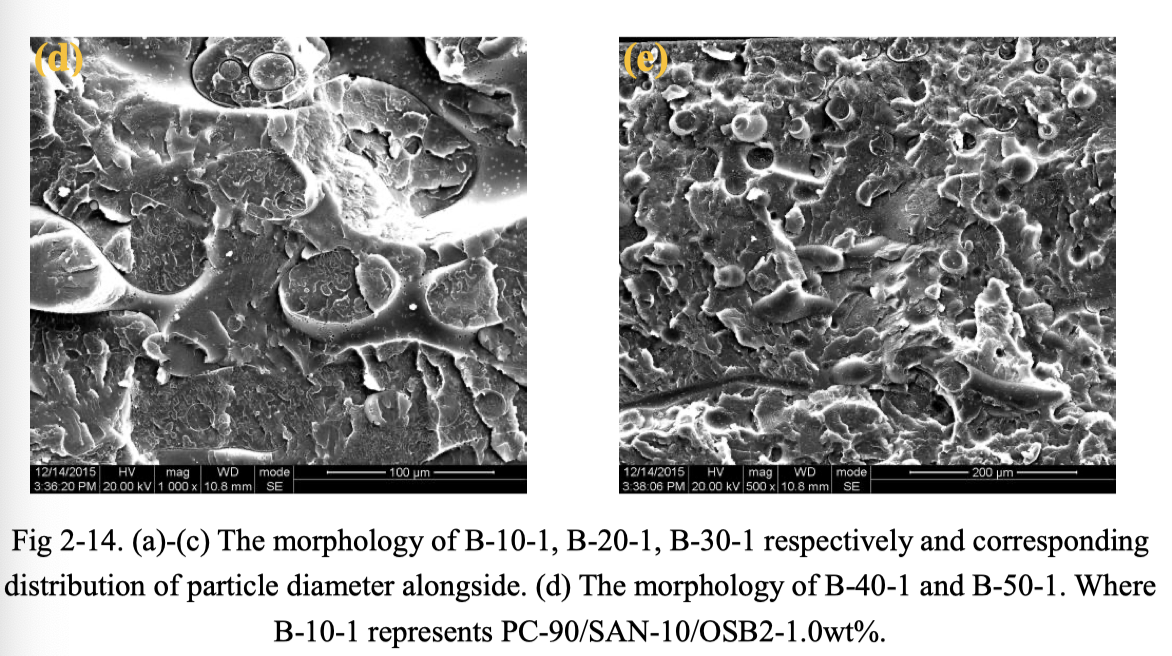 (d)
(e)
12/14/2015 HV mag WD mode 100 µm
3:36:20 PM 20.00 kV 1 000 x 10.8 mm SE
12/14/2015 HV mag WD mode 200 µm
3:38:06 PM 20.00 kV 500 x 10.8 mm SE
Fig 2-14. (a)-(c) The morphology of B-10-1, B-20-1, B-30-1 respectively and corresponding
distribution of particle diameter alongside. (d) The morphology of B-40-1 and B-50-1. Where
B-10-1 represents PC-90/SAN-10/OSB2-1.0wt%.